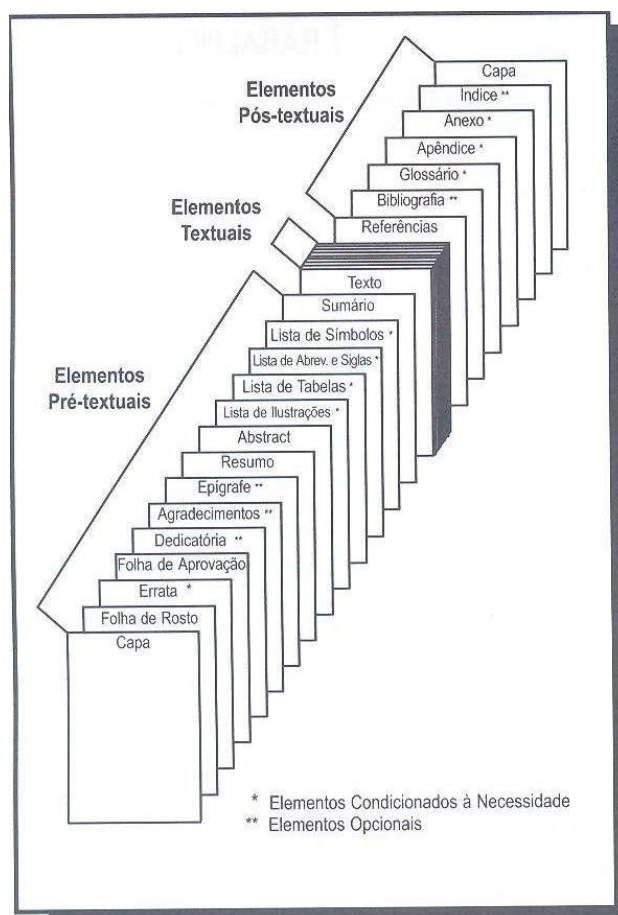 Elementos
Pós-textuais
Capa
Índice **
Anexo *
Apêndice *
Glossário *
Bibliografia **
Referências
Elementos
Textuais
Texto
Sumário
Lista de Símbolos *
Lista de Abrev. e Siglas *
Lista de Tabelas *
Lista de Ilustrações *
Abstract
Resumo
Epígrafe **
Agradecimentos **
Dedicatória **
Folha de Aprovação
Errata *
Folha de Rosto
Capa
Elementos
Pré-textuais
* Elementos Condicionados à Necessidade
** Elementos Opcionais